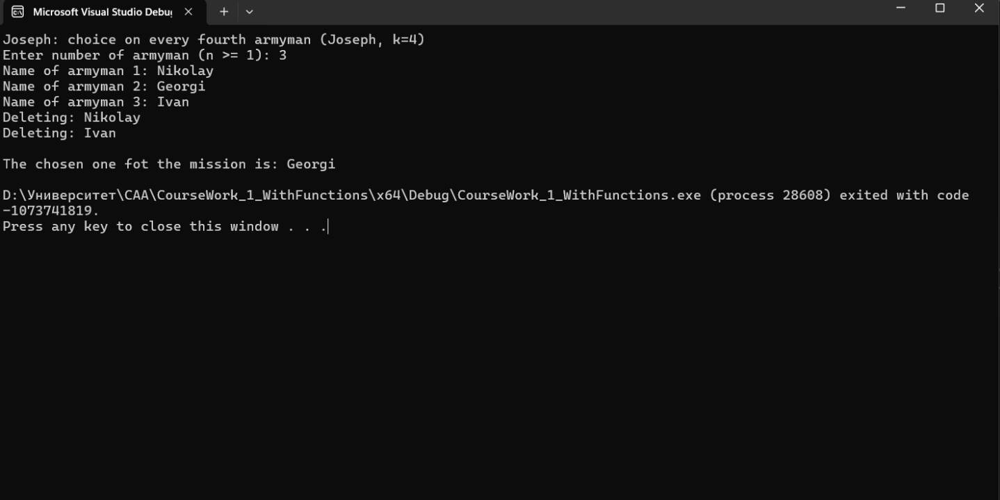 Microsoft Visual Studio Debu
Joseph: choice on every fourth armyman (Joseph, k=4)
Enter number of armyman (n >= 1): 3
Name of armyman 1: Nikolay
Name of armyman 2: Georgi
Name of armyman 3: Ivan
Deleting: Nikolay
Deleting: Ivan
The chosen one fot the mission is: Georgi
D:\Университет\САА\CourseWork_1_WithFunctions\x64\Debug\CourseWork_1_WithFunctions.exe (process 28608) exited with code
-1073741819.
Press any key to close this window . . .